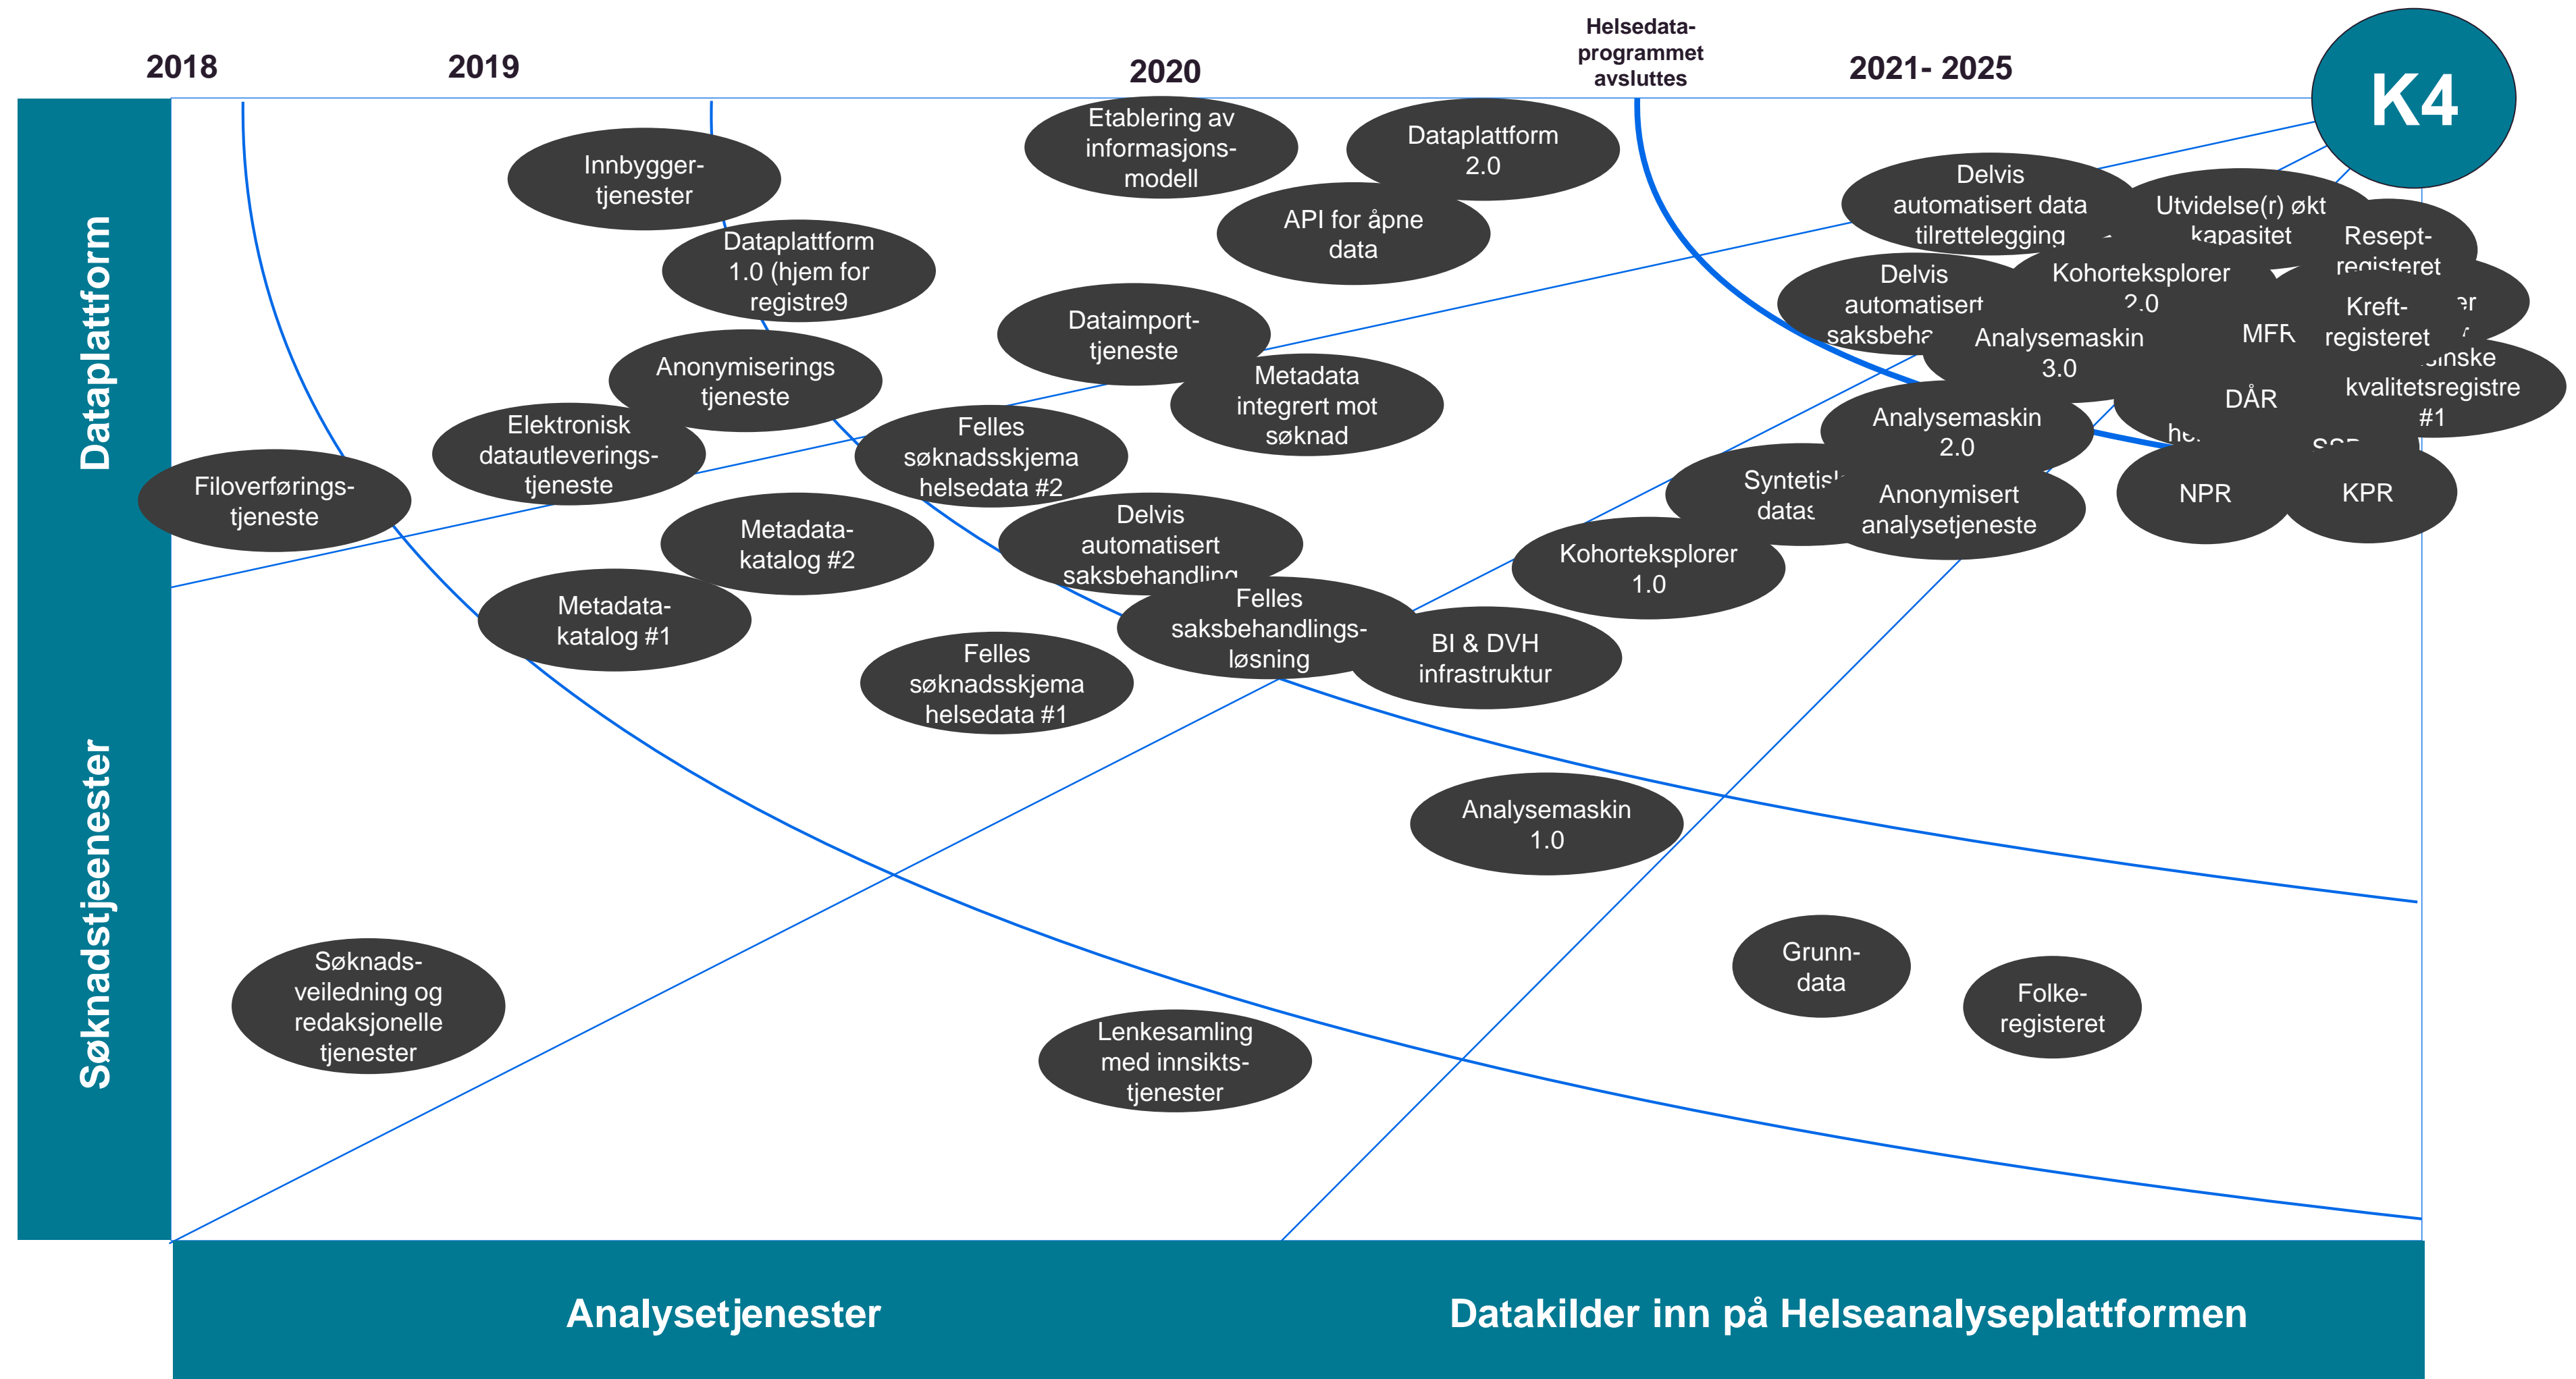 2018
2019
2020
Helsedata-
programmet
avsluttes
2021- 2025
K4
Dataplattform
Søknadstjeenester
Innbygger-
tjenester
Dataplattform
1.0 (hjem for
registre9
Anonymiserings
tjeneste
Elektronisk
datautleverings-
tjeneste
Filoverførings-
tjeneste
Etablering av
informasjons-
modell
Dataplattform
2.0
API for åpne
data
Dataimport-
tjeneste
Metadata
integrert mot
søknad
Felles
søknadsskjema
helsedata #2
Metadata-
katalog #2
Metadata-
katalog #1
Delvis
automatisert
saksbehandling
Felles
saksbehandlings-
løsning
Felles
søknadsskjema
helsedata #1
BI & DVH
infrastruktur
Kohorteksplorer
1.0
Analysemaskin
1.0
Søknads-
veiledning og
redaksjonelle
tjenester
Lenkesamling
med innsikts-
tjenester
Grunn-
data
Folke-
registeret
Delvis
automatisert data
tilrettelegging
Utvidelse(r) økt
kapasitet
Resept-
registeret
Delvis
automatisert
Kohorteksplorer
2.0
Kreft-
registeret
Analysemaskin
3.0
MFR
kvalitetsregistre
#1
DÅR
Analysemaskin
2.0
Anonymisert
analysetjeneste
NPR
KPR
Analysetjenester
Datakilder inn på Helseanalyseplattformen